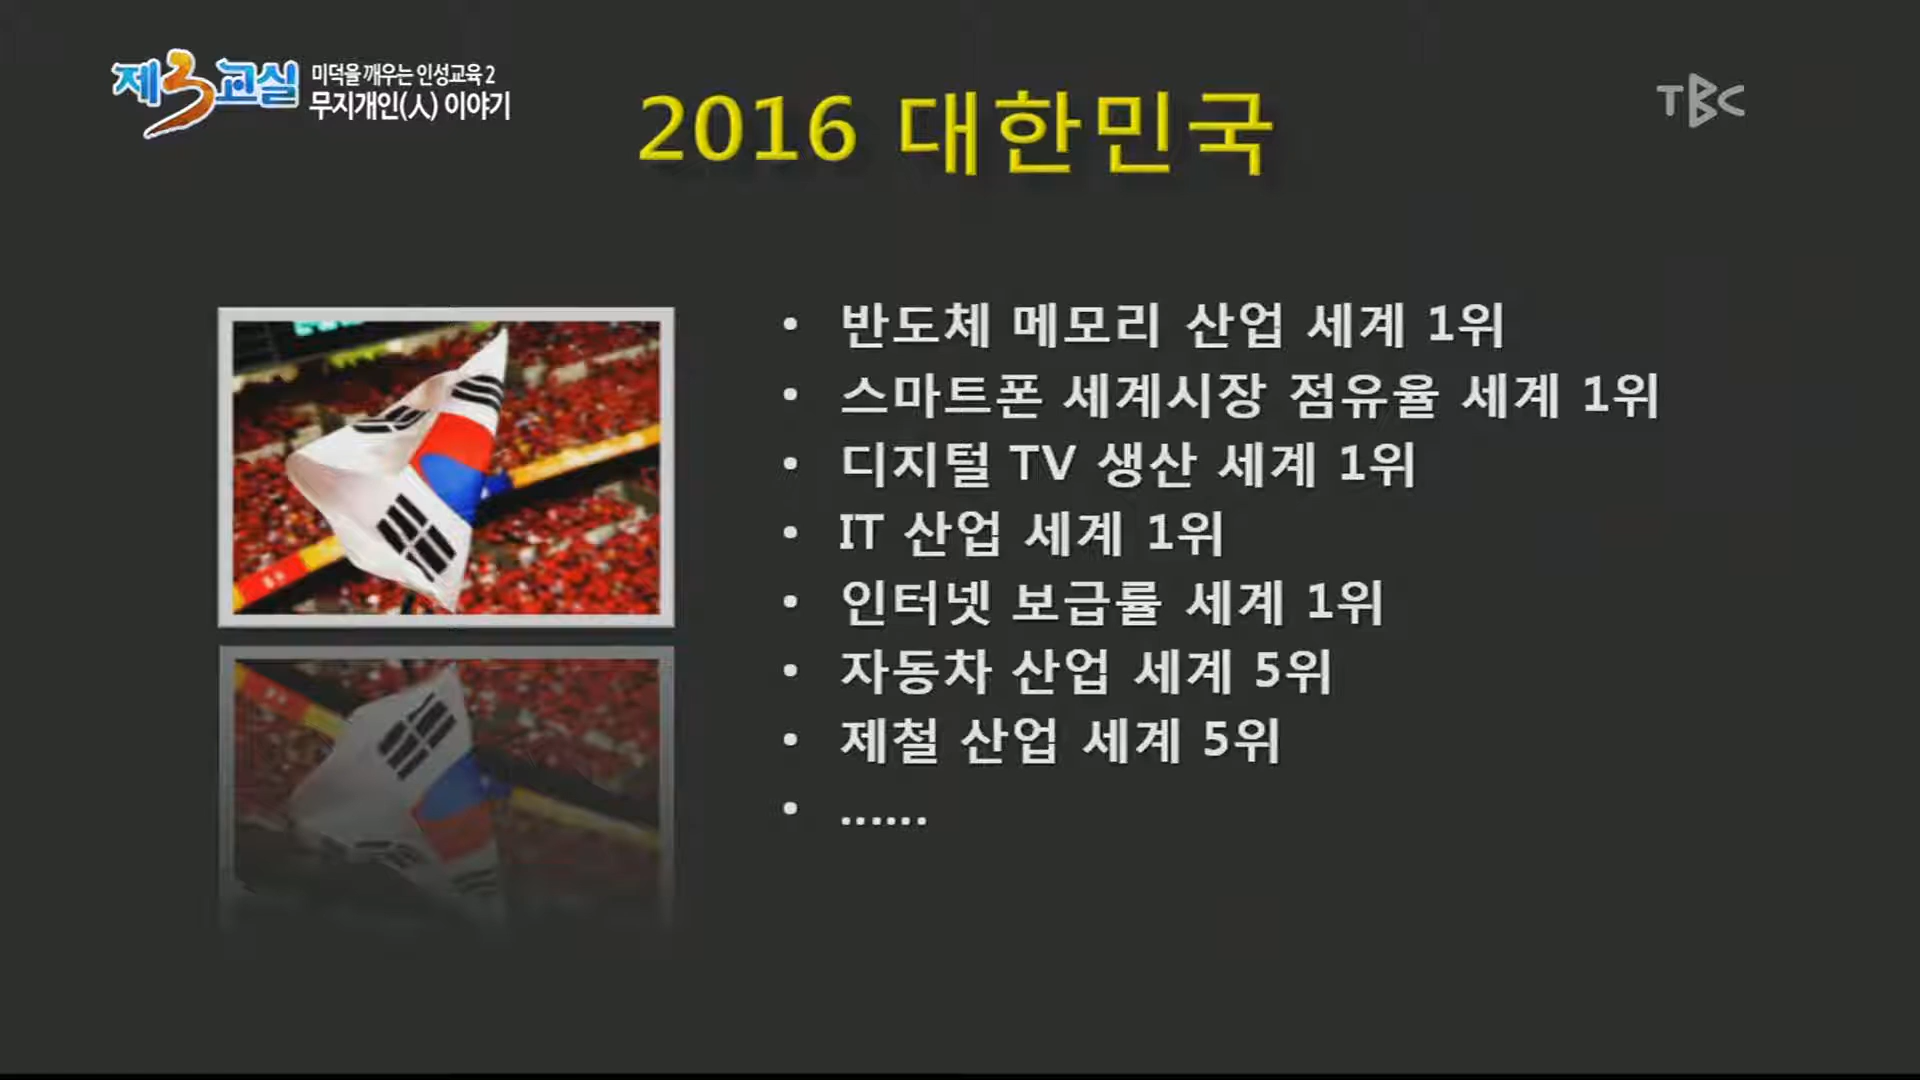 제3교실
미덕을 깨우는 인성교육 2
무지개인(人) 이야기
TBC
2016 대한민국
• 반도체 메모리 산업 세계 1위
• 스마트폰 세계시장 점유율 세계 1위
• 디지털 TV 생산 세계 1위
• IT 산업 세계 1위
• 인터넷 보급률 세계 1위
• 자동차 산업 세계 5위
• 제철 산업 세계 5위
• ......